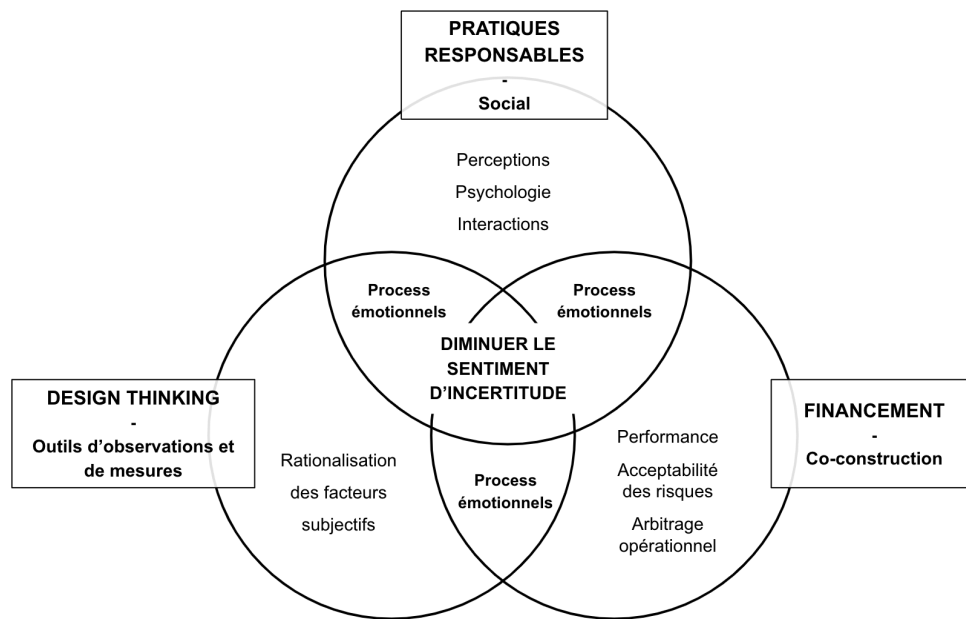 PRATIQUES
RESPONSABLES
-
Social
Perceptions
Psychologie
Interactions
Process
émotionnels
Process
émotionnels
DIMINUER LE
SENTIMENT
D’INCERTITUDE
DESIGN THINKING
-
Outils d’observations et
de mesures
Rationalisation
des facteurs
subjectifs
Process
émotionnels
FINANCEMENT
-
Co-construction
Performance
Acceptabilité
des risques
Arbitrage
opérationnel